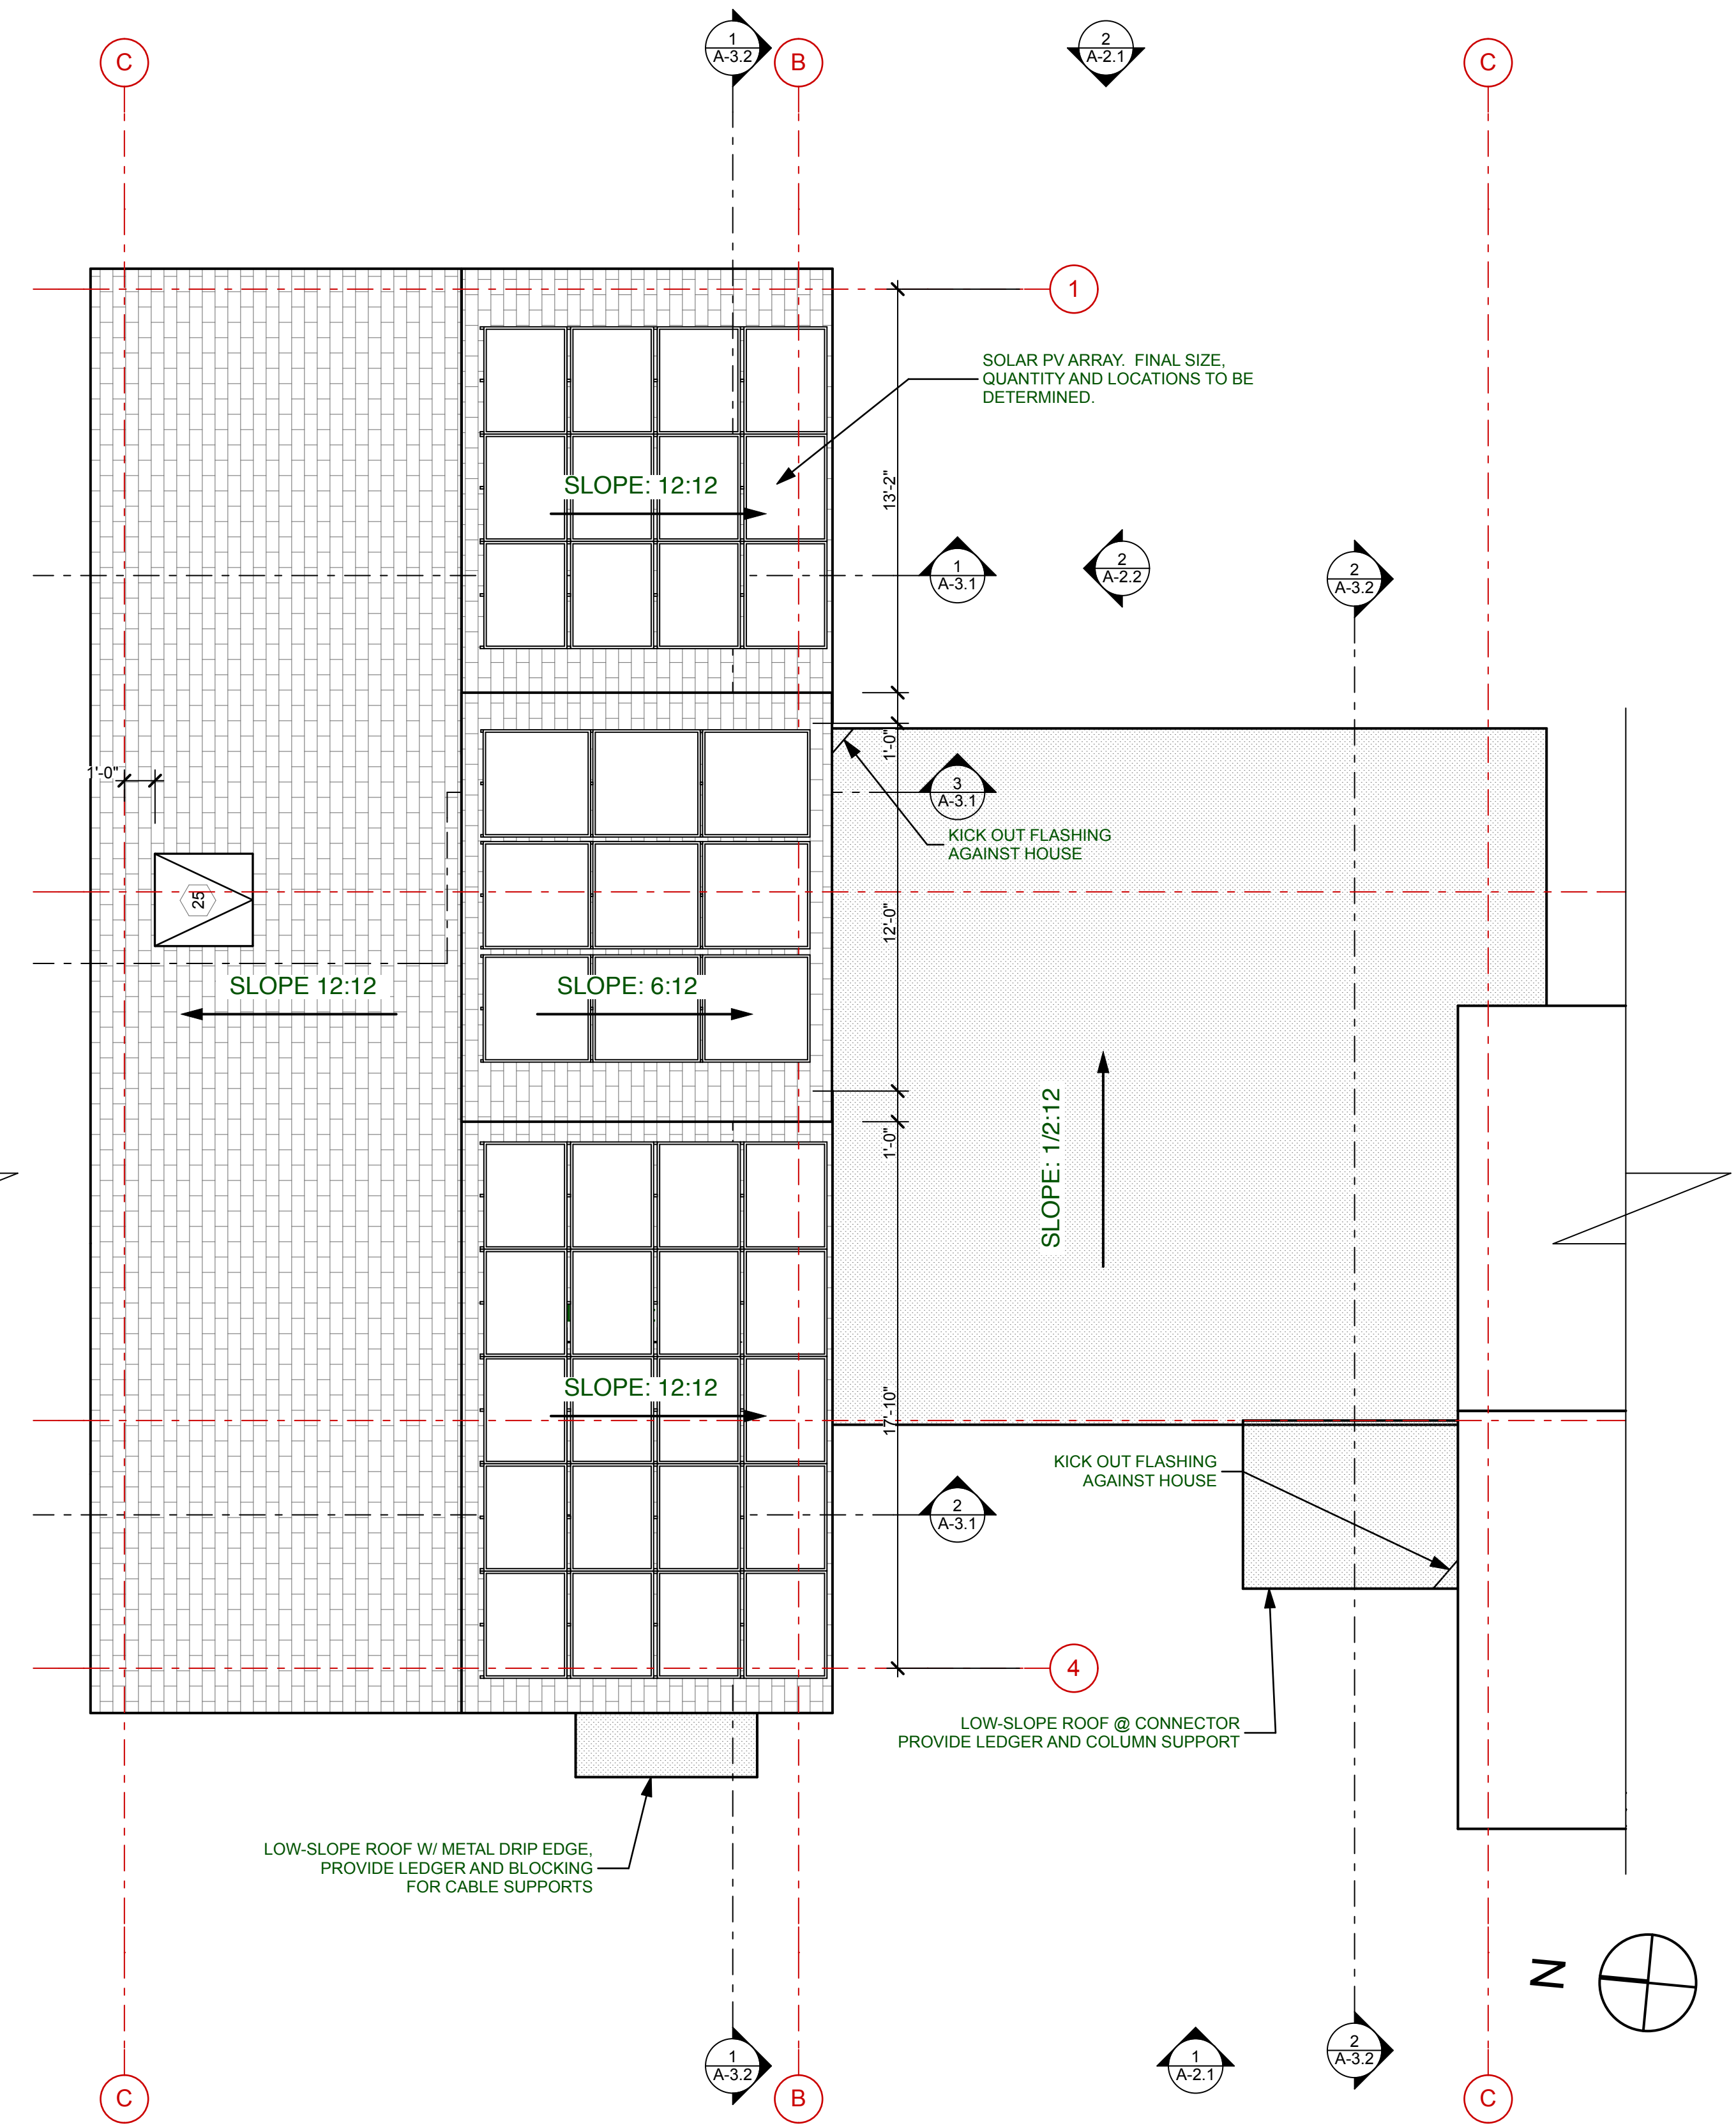 1
A-3.2
2
A-2.1
C
B
C
1
SOLAR PV ARRAY. FINAL SIZE,
QUANTITY AND LOCATIONS TO BE
DETERMINED.
SLOPE: 12:12
13'-2"
1
A-3.1
2
A-2.2
2
A-3.2
1'-0"
1'-0"
3
A-3.1
KICK OUT FLASHING
AGAINST HOUSE
25
12'-0"
SLOPE 12:12
SLOPE: 6:12
SLOPE: 1/2:12
1'-0"
SLOPE: 12:12
17'-10"
KICK OUT FLASHING
AGAINST HOUSE
2
A-3.1
4
LOW-SLOPE ROOF @ CONNECTOR
PROVIDE LEDGER AND COLUMN SUPPORT
LOW-SLOPE ROOF W/ METAL DRIP EDGE,
PROVIDE LEDGER AND BLOCKING
FOR CABLE SUPPORTS
N
1
A-3.2
1
A-2.1
2
A-3.2
C
B
C